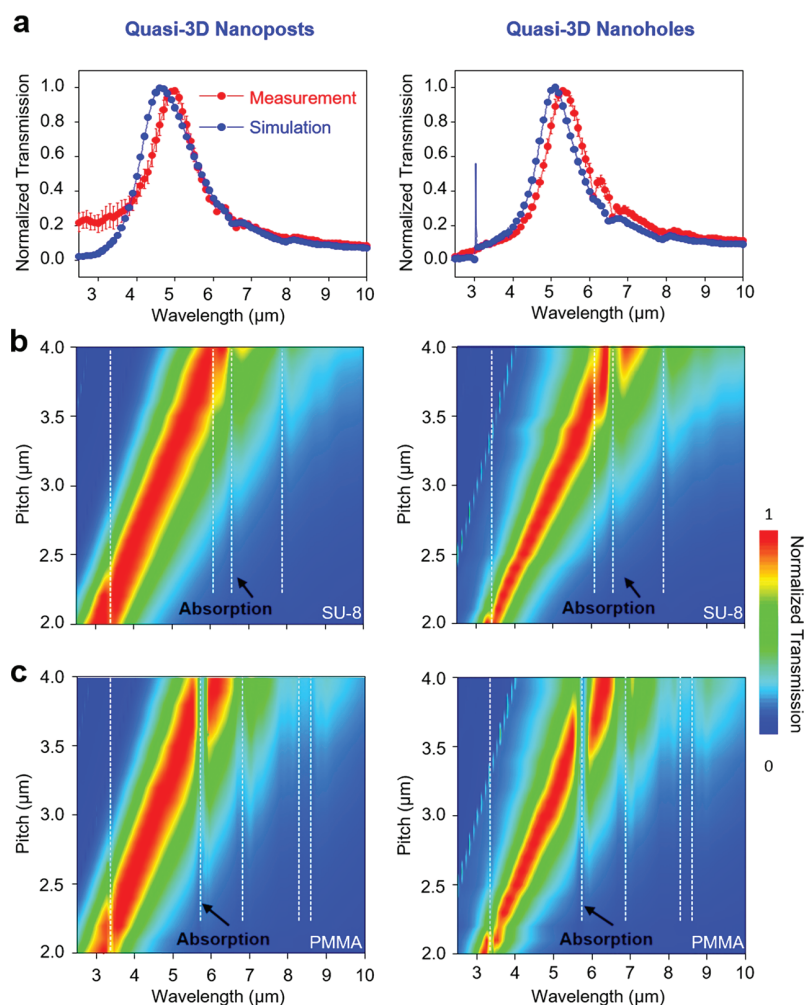 a
Quasi-3D Nanoposts
Quasi-3D Nanoholes
Normalized Transmission
1.0
0.8
0.6
0.4
0.2
0.0
Measurement
Simulation
3 4 5 6 7 8 9 10
Wavelength (μm)
Normalized Transmission
1.0
0.8
0.6
0.4
0.2
0.0
3 4 5 6 7 8 9 10
Wavelength (μm)
b
Pitch (μm)
4.0
3.5
3.0
2.5
2.0
Absorption
SU-8
Pitch (μm)
4.0
3.5
3.0
2.5
2.0
Absorption
SU-8
1
Normalized Transmission
0
c
Pitch (μm)
4.0
3.5
3.0
2.5
2.0
Absorption
PMMA
3 4 5 6 7 8 9 10
Wavelength (μm)
Pitch (μm)
4.0
3.5
3.0
2.5
2.0
Absorption
PMMA
3 4 5 6 7 8 9 10
Wavelength (μm)